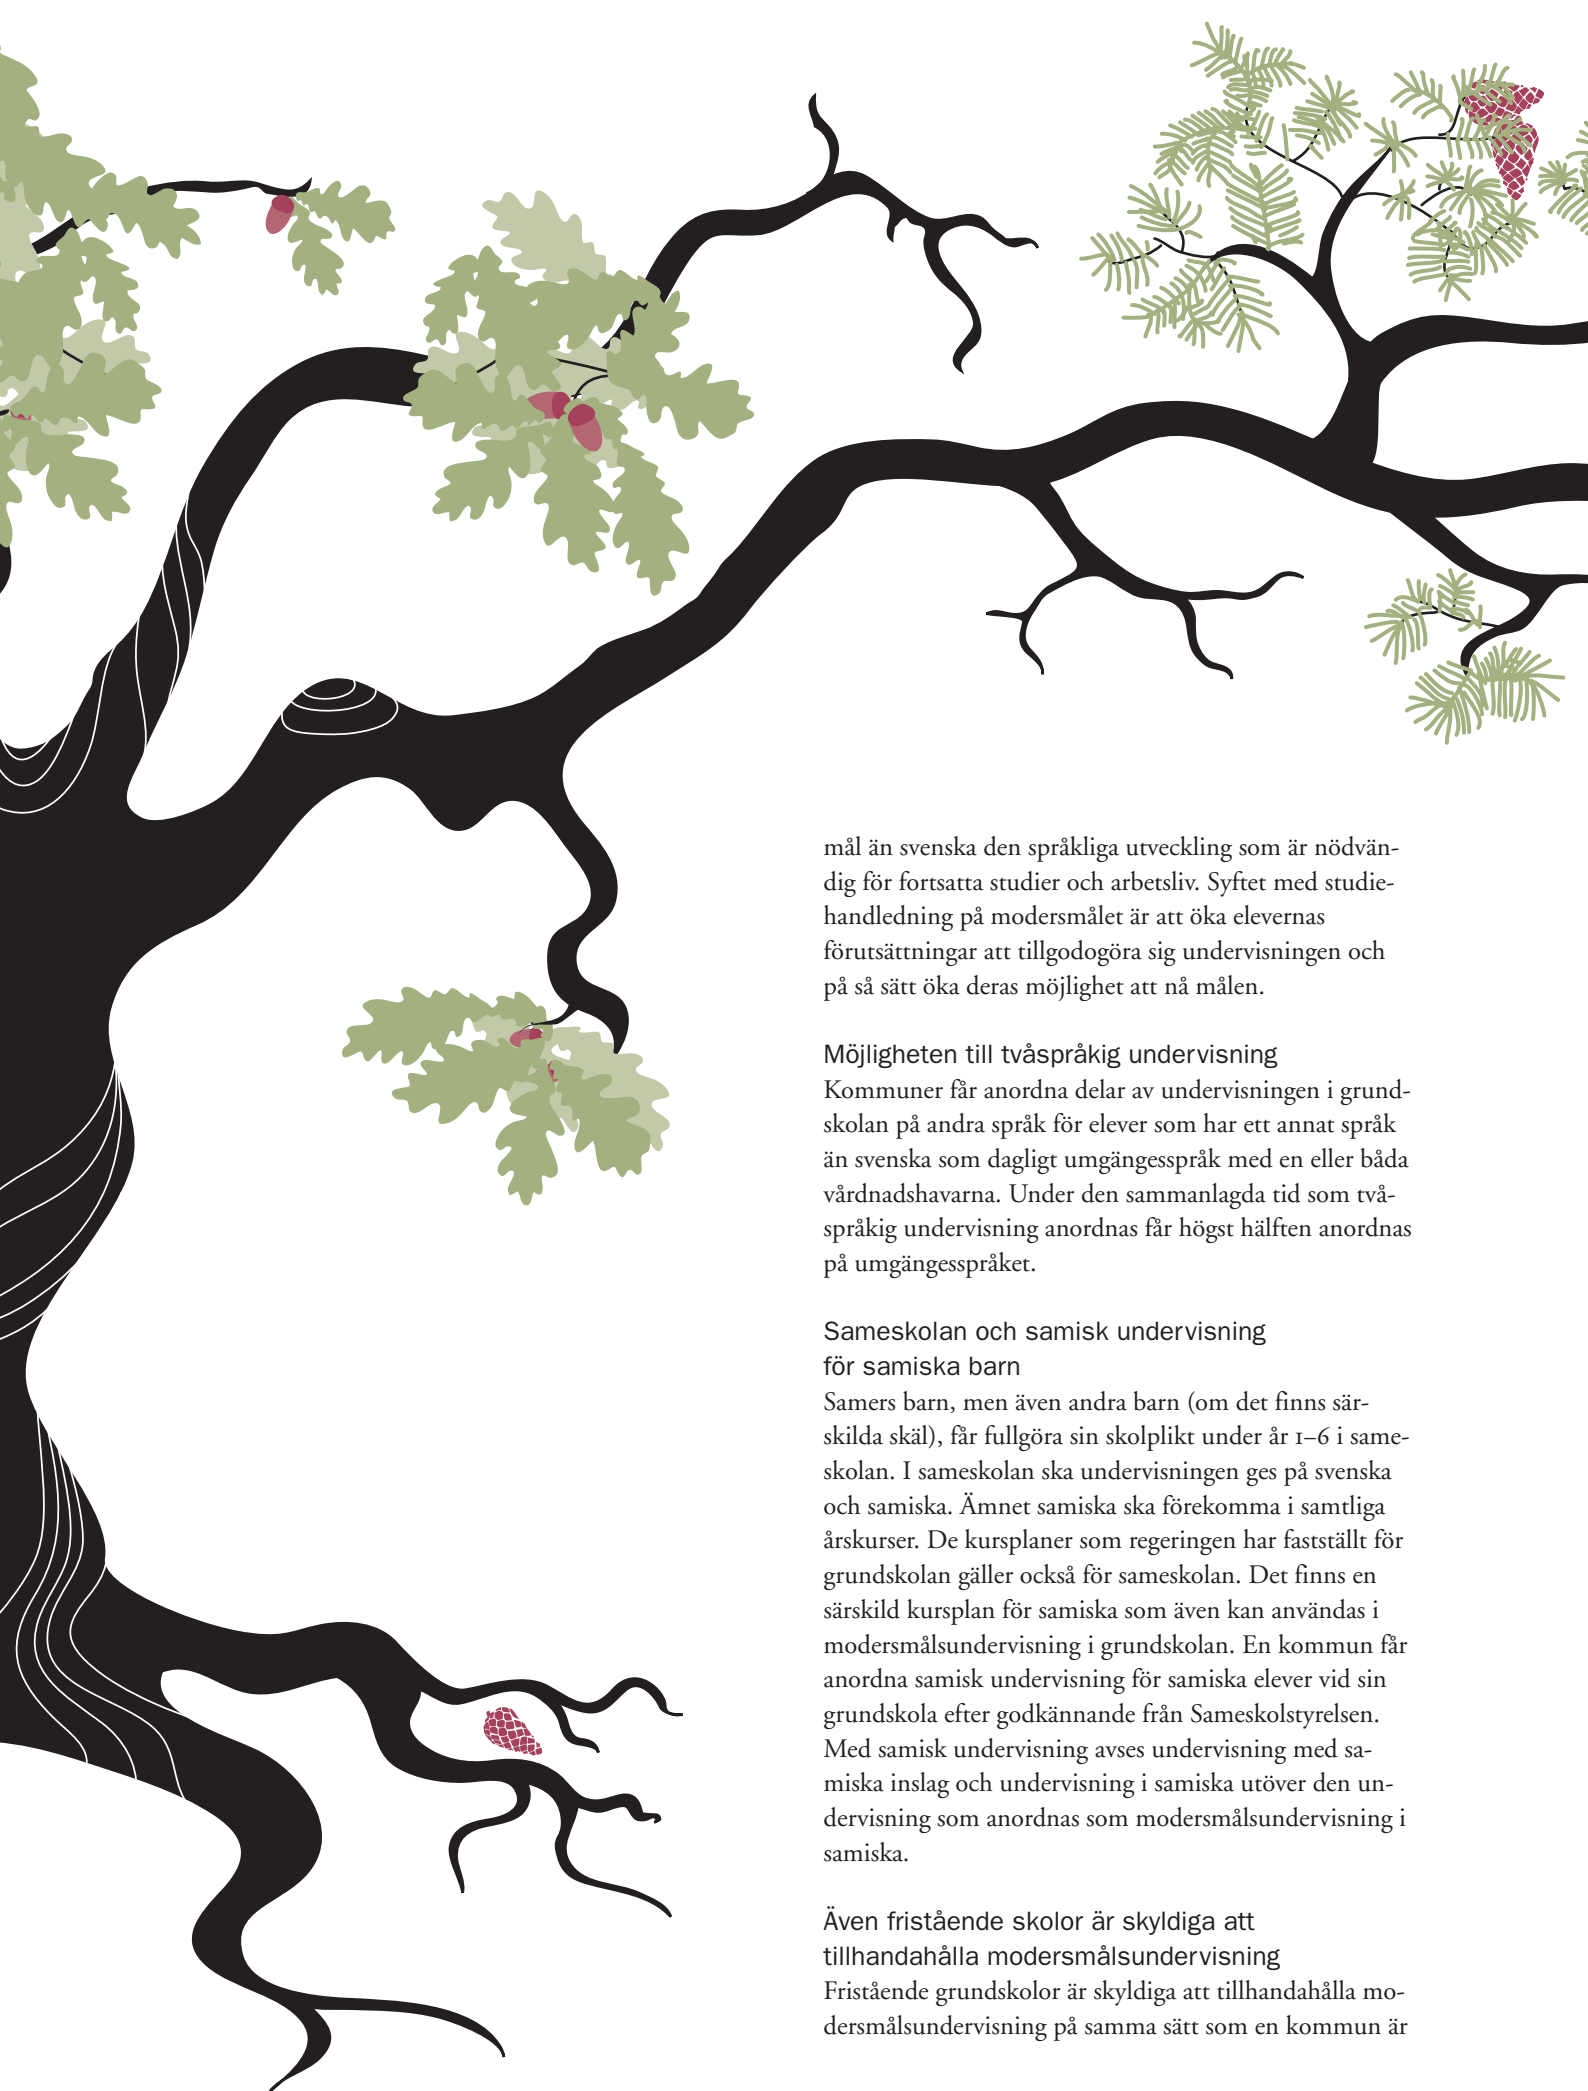 mål än svenska den språkliga utveckling som är nödvän-
dig för fortsatta studier och arbetsliv. Syftet med studie-
handledning på modersmålet är att öka elevernas
förutsättningar att tillgodogöra sig undervisningen och
på så sätt öka deras möjlighet att nå målen.
Möjligheten till tvåspråkig undervisning
Kommuner får anordna delar av undervisningen i grund-
skolan på andra språk för elever som har ett annat språk
än svenska som dagligt umgängesspråk med en eller båda
vårdnadshavarna. Under den sammanlagda tid som två-
språkig undervisning anordnas får högst hälften anordnas
på umgängesspråket.
Sameskolan och samisk undervisning
för samiska barn
Samers barn, men även andra barn (om det finns sär-
skilda skäl), får fullgöra sin skolplikt under år 1–6 i same-
skolan. I sameskolan ska undervisningen ges på svenska
och samiska. Ämnet samiska ska förekomma i samtliga
årskurser. De kursplaner som regeringen har fastställt för
grundskolan gäller också för sameskolan. Det finns en
särskild kursplan för samiska som även kan användas i
modersmålsundervisning i grundskolan. En kommun får
anordna samisk undervisning för samiska elever vid sin
grundskola efter godkännande från Sameskolstyrelsen.
Med samisk undervisning avses undervisning med sa-
miska inslag och undervisning i samiska utöver den un-
dervisning som anordnas som modersmålsundervisning i
samiska.
Även fristående skolor är skyldiga att
tillhandahålla modersmålsundervisning
Fristående grundskolor är skyldiga att tillhandahålla mo-
dersmålsundervisning på samma sätt som en kommun är